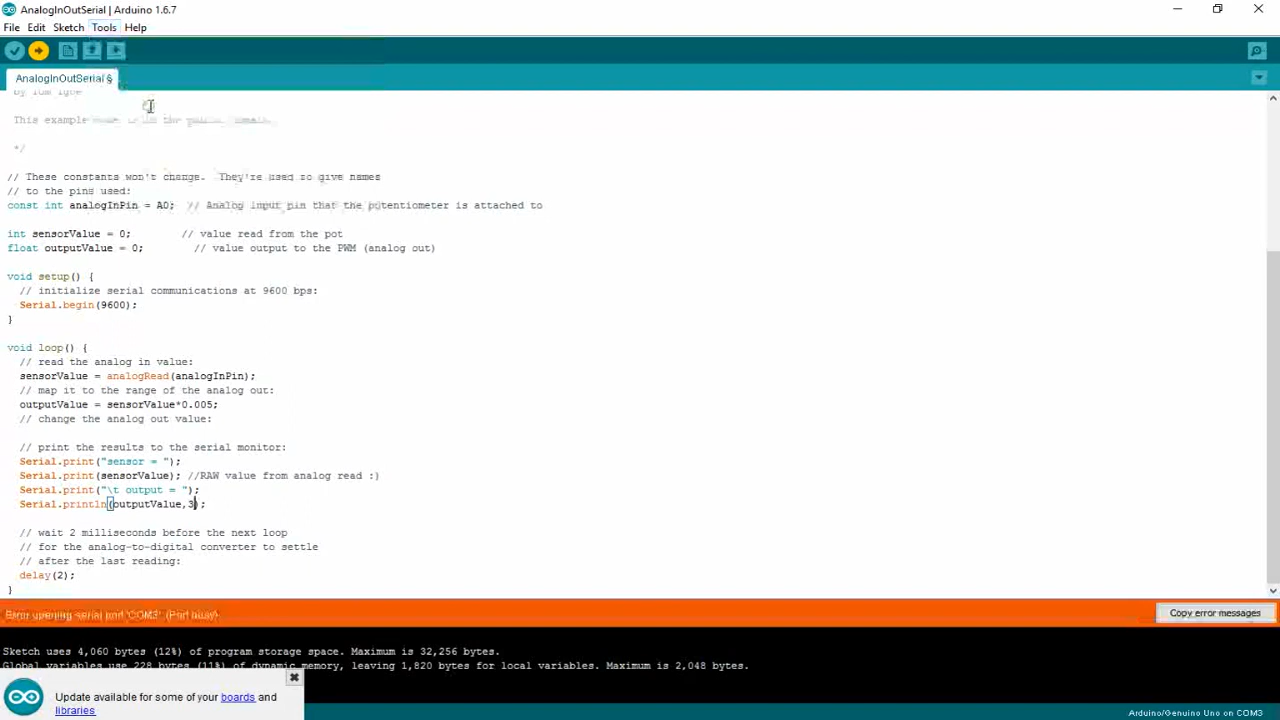 AnalogInOutSerial | Arduino 1.6.7
File Edit Sketch Tools Help
AnalogInOutSerial §
by Tom Igoe
This example
*/
// These constants won't change. They're used to give names
// to the pins used:
const int analogInPin = A0; // Analog input pin that the potentiometer is attached to
int sensorValue = 0; // value read from the pot
float outputValue = 0; // value output to the PWM (analog out)
void setup() {
// initialize serial communications at 9600 bps:
Serial.begin(9600);
}
void loop() {
// read the analog in value:
sensorValue = analogRead(analogInPin);
// map it to the range of the analog out:
outputValue = sensorValue*0.005;
// change the analog out value:
// print the results to the serial monitor:
Serial.print("sensor = ");
Serial.print(sensorValue); //RAW value from analog read :)
Serial.print("\t output = ");
Serial.println(outputValue,3);
// wait 2 milliseconds before the next loop
// for the analog-to-digital converter to settle
// after the last reading:
delay(2);
}
Error opening serial port 'COM3'. (Port busy)
Copy error messages
Sketch uses 4,060 bytes (12%) of program storage space. Maximum is 32,256 bytes.
Global variables use 228 bytes (11%) of dynamic memory, leaving 1,820 bytes for local variables. Maximum is 2,048 bytes.
Update available for some of your boards and
libraries
Arduino/Genuino Uno on COM3